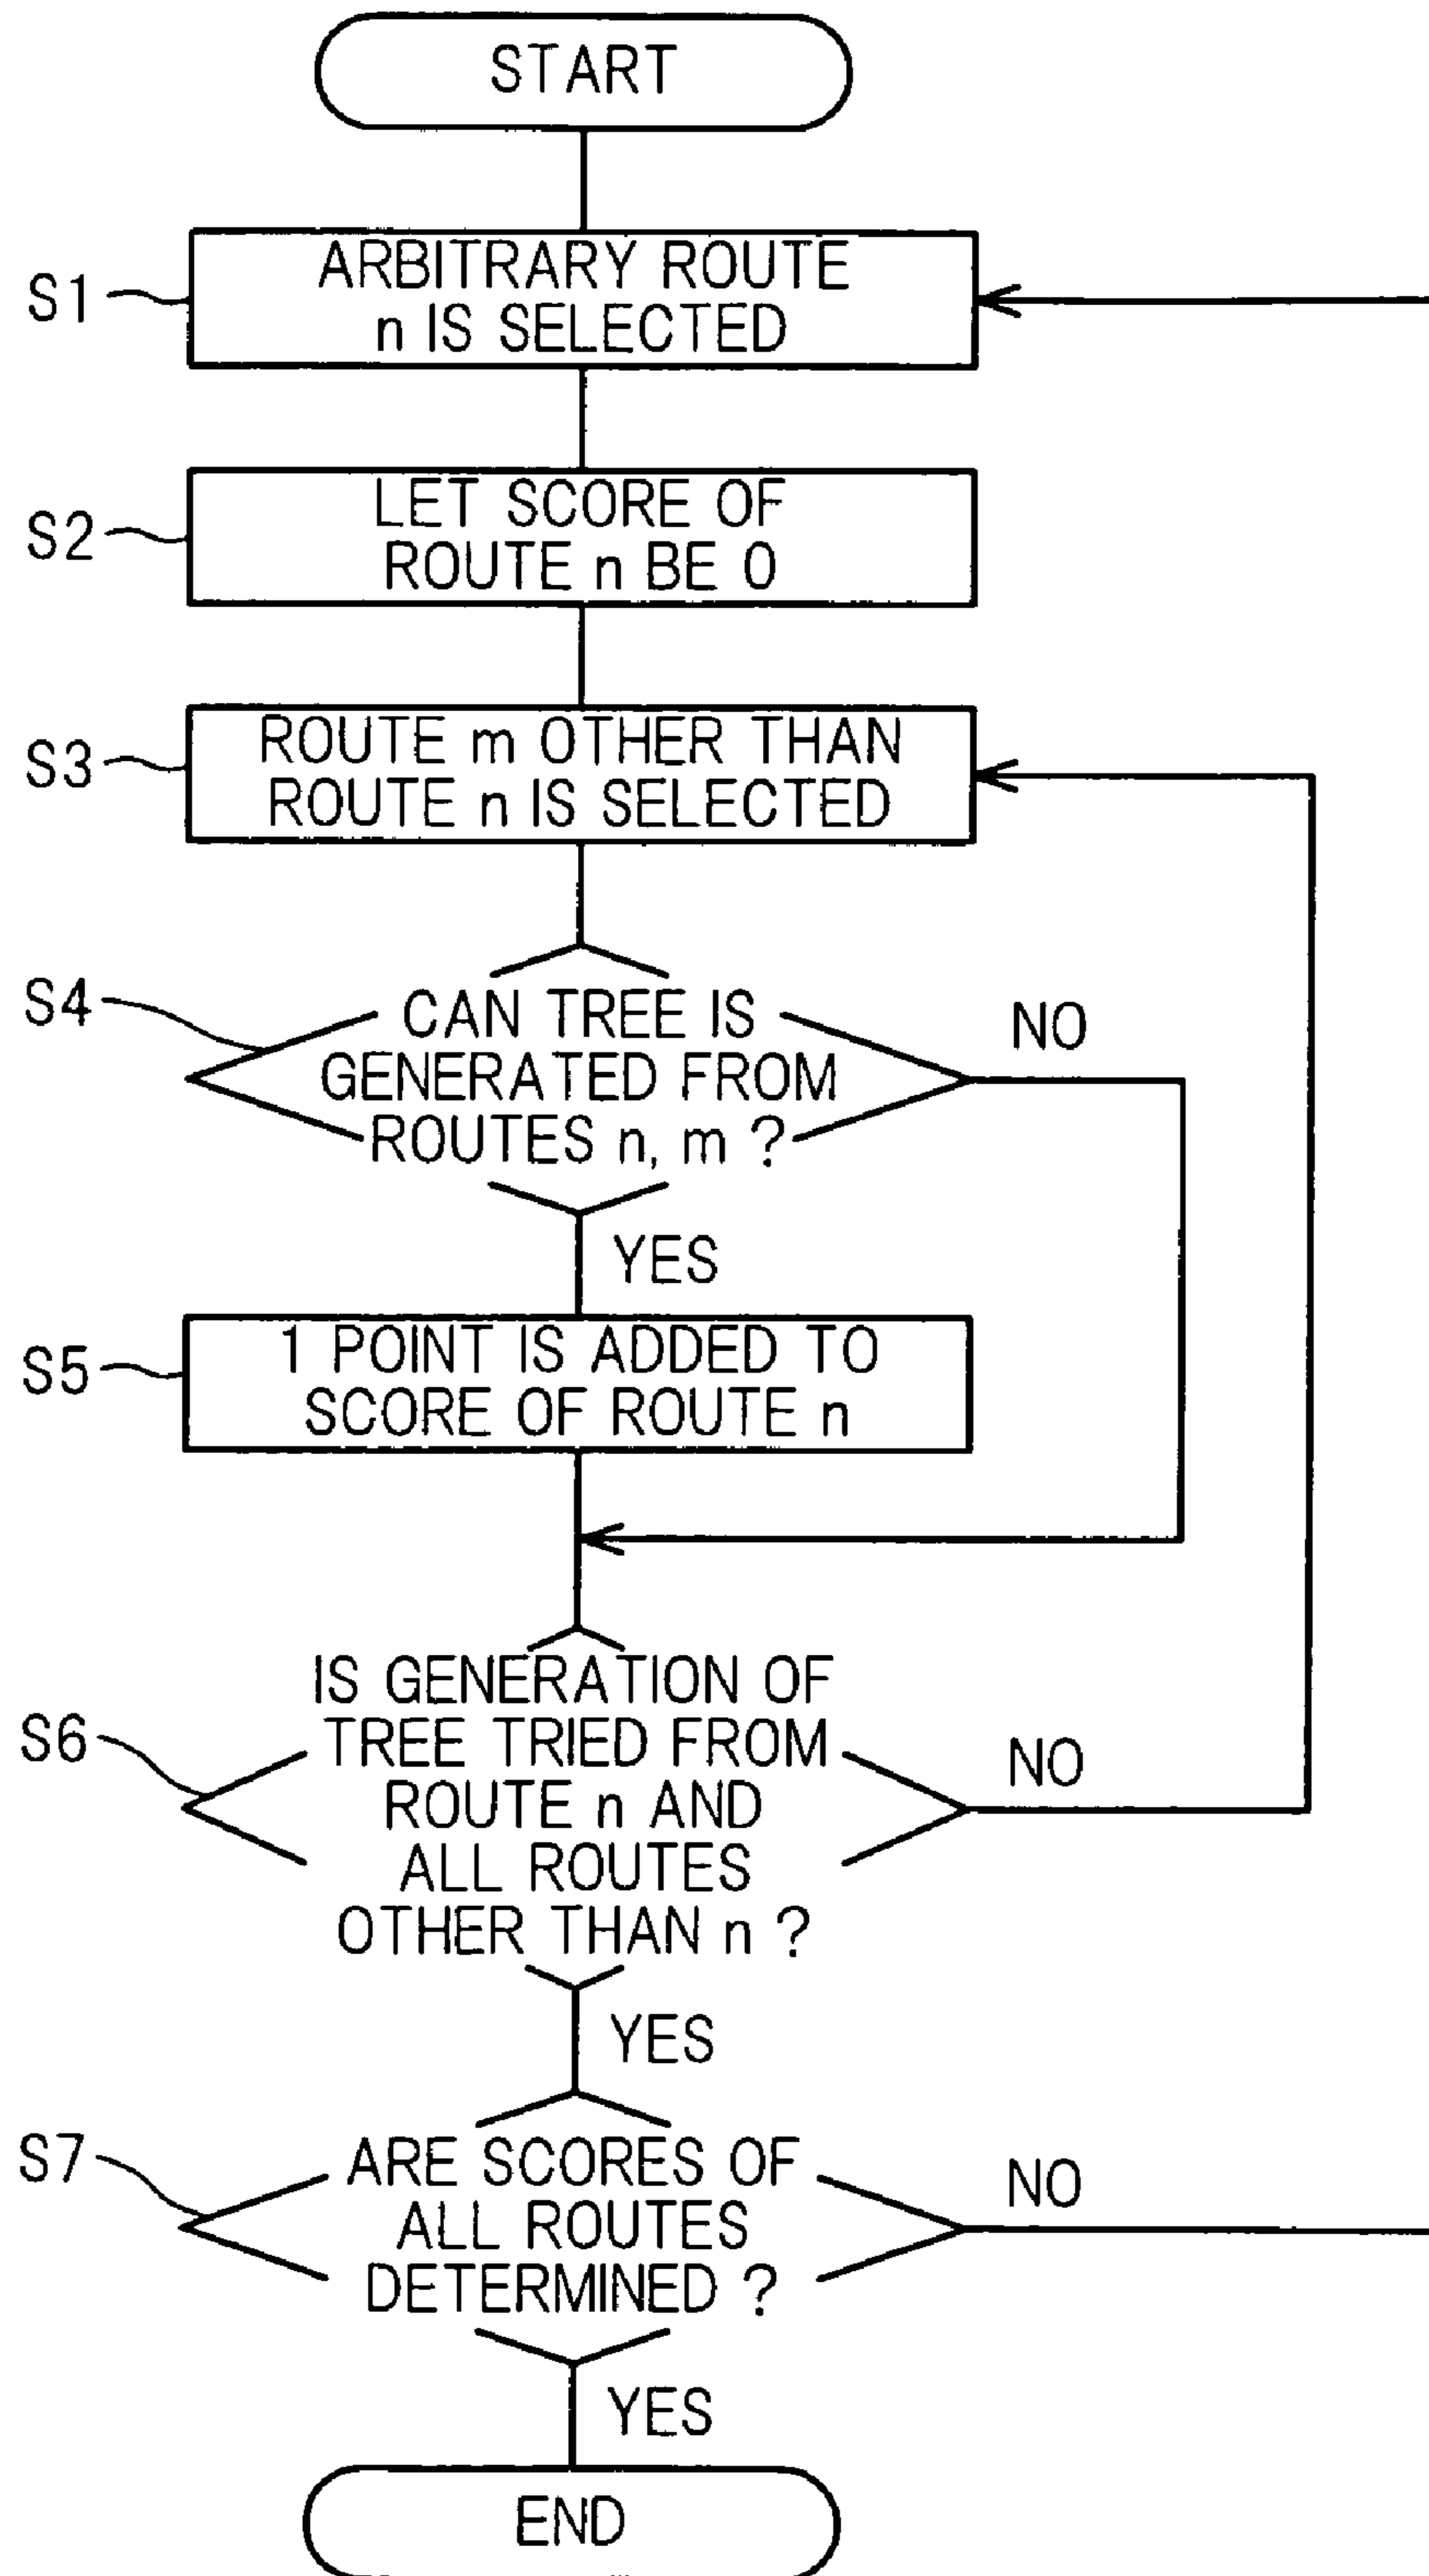 START
S1
ARBITRARY ROUTE
n IS SELECTED
S2
LET SCORE OF
ROUTE n BE 0
S3
ROUTE m OTHER THAN
ROUTE n IS SELECTED
S4
CAN TREE IS
GENERATED FROM
ROUTES n, m ?
NO
YES
S5
1 POINT IS ADDED TO
SCORE OF ROUTE n
S6
IS GENERATION OF
TREE TRIED FROM
ROUTE n AND
ALL ROUTES
OTHER THAN n ?
NO
YES
S7
ARE SCORES OF
ALL ROUTES
DETERMINED ?
NO
YES
END